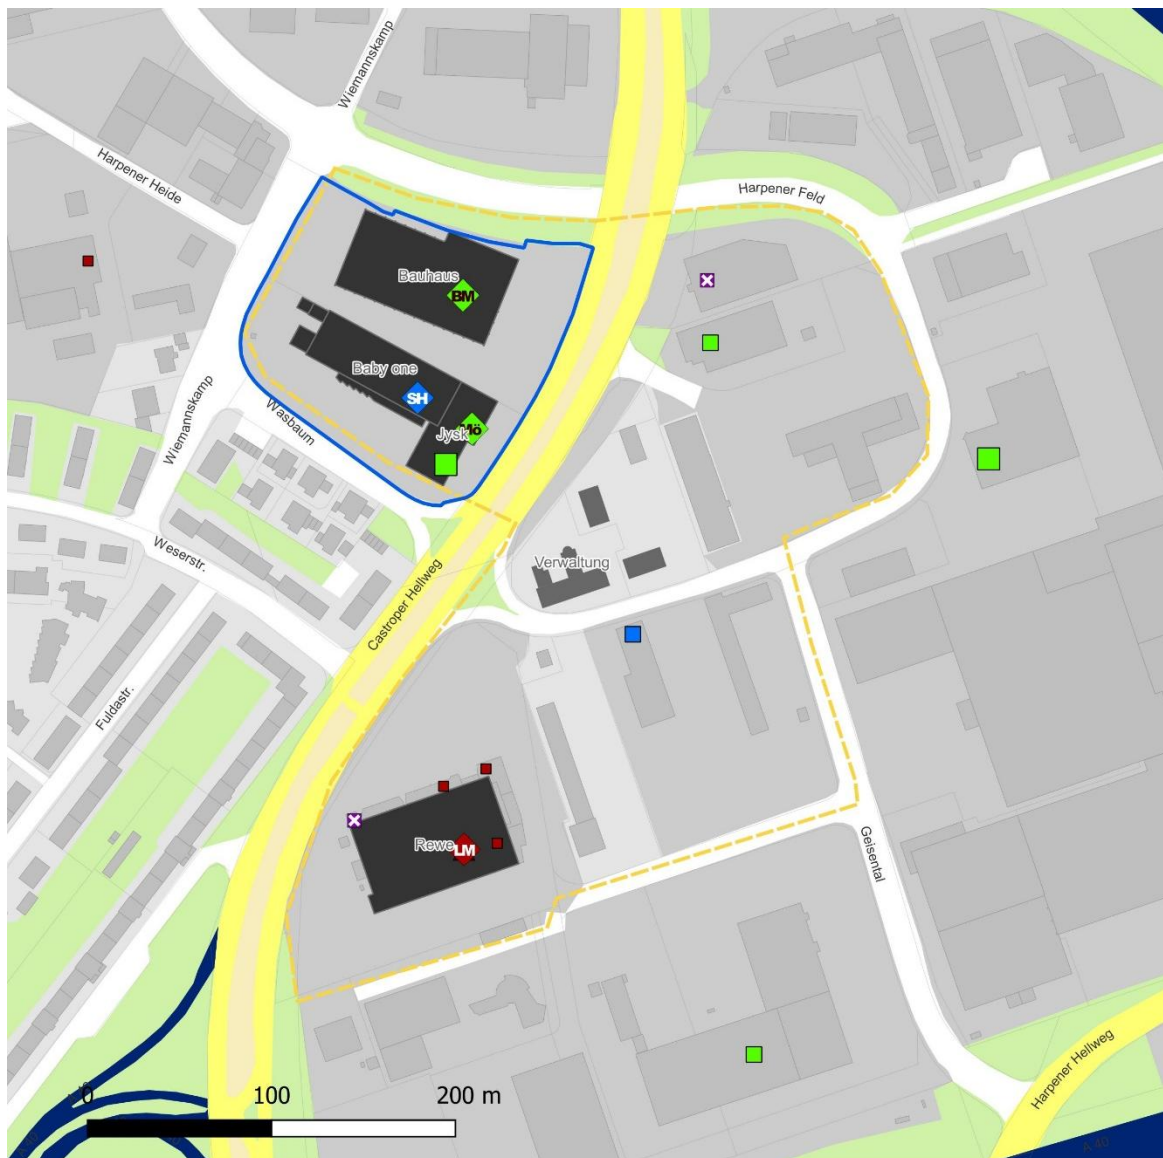 Wiemannskamp
Harpener Heide
Harpener Feld
Bauhaus
BM
Baby one
SH
Mö
Jysk
Wiemannskamp
Wasbaum
Weserstr.
Verwaltung
Castroper Hellweg
Fuldastr.
Rewe
LM
Geisental
Harpener Hellweg
0 100 200 m
A 40
A 40